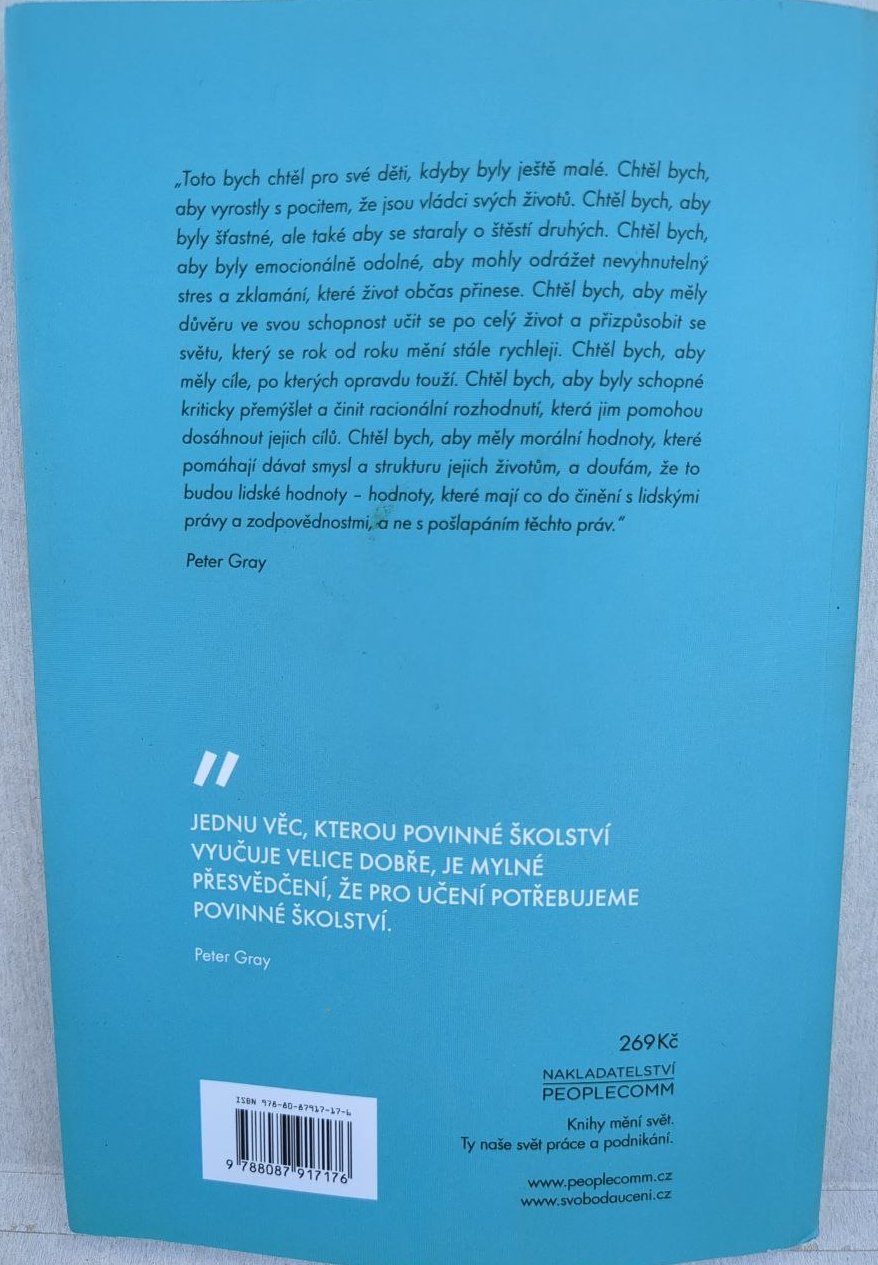 „Toto bych chtěl pro své děti, kdyby byly ještě malé. Chtěl bych,
aby vyrostly s pocitem, že jsou vládci svých životů. Chtěl bych, aby
byly šťastné, ale také aby se staraly o štěstí druhých. Chtěl bych,
aby byly emocionálně odolné, aby mohly odrážet nevyhnutelný
stres a zklamání, které život občas přinese. Chtěl bych, aby měly
důvěru ve svou schopnost učit se po celý život a přizpůsobit se
světu, který se rok od roku mění stále rychleji. Chtěl bych, aby
měly cíle, po kterých opravdu touží. Chtěl bych, aby byly schopné
kriticky přemýšlet a činit racionální rozhodnutí, která jim pomohou
dosáhnout jejich cílů. Chtěl bych, aby měly morální hodnoty, které
pomáhají dávat smysl a strukturu jejich životům, a doufám, že to
budou lidské hodnoty – hodnoty, které mají co do činění s lidskými
právy a zodpovědnostmi, a ne s pošlapáním těchto práv.“
Peter Gray
"
JEDNU VĚC, KTEROU POVINNÉ ŠKOLSTVÍ
VYUČUJE VELICE DOBŘE, JE MYLNÉ
PŘESVĚDČENÍ, ŽE PRO UČENÍ POTŘEBUJEME
POVINNÉ ŠKOLSTVÍ.
Peter Gray
269Kč
NAKLADATELSTVÍ
PEOPLECOMM
Knihy mění svět.
Ty naše svět práce a podnikání.
www.peoplecomm.cz
www.svobodauceni.cz
ISBN 978-80-87917-17-6
9 788087 917176